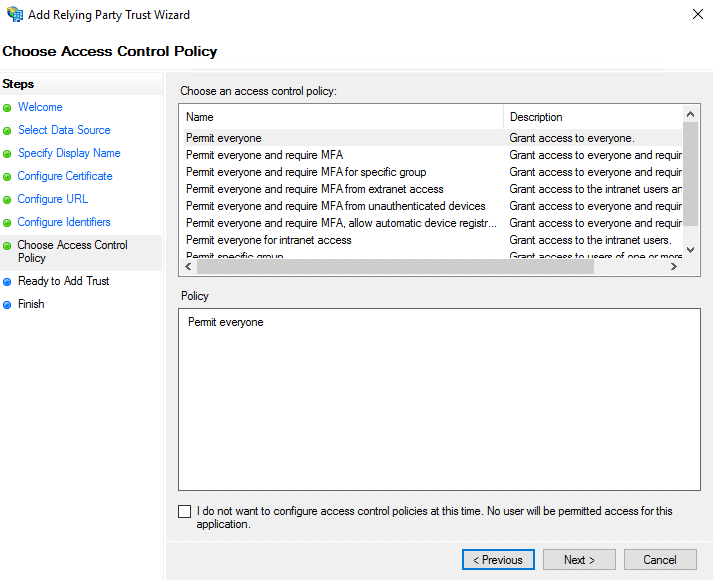 Add Relying Party Trust Wizard
Choose Access Control Policy
Steps
Welcome
Select Data Source
Specify Display Name
Configure Certificate
Configure URL
Configure Identifiers
Choose Access Control
Policy
Ready to Add Trust
Finish
Choose an access control policy:
Name Description
Permit everyone Grant access to everyone.
Permit everyone and require MFA Grant access to everyone and requir
Permit everyone and require MFA for specific group Grant access to everyone and requir
Permit everyone and require MFA from extranet access Grant access to the intranet users an
Permit everyone and require MFA from unauthenticated devices Grant access to everyone and requir
Permit everyone and require MFA, allow automatic device registr... Grant access to everyone and requir
Permit everyone for intranet access Grant access to the intranet users.
Permit specific group Grant access to users of one or more
Policy
Permit everyone
I do not want to configure access control policies at this time. No user will be permitted access for this
application.
< Previous Next > Cancel